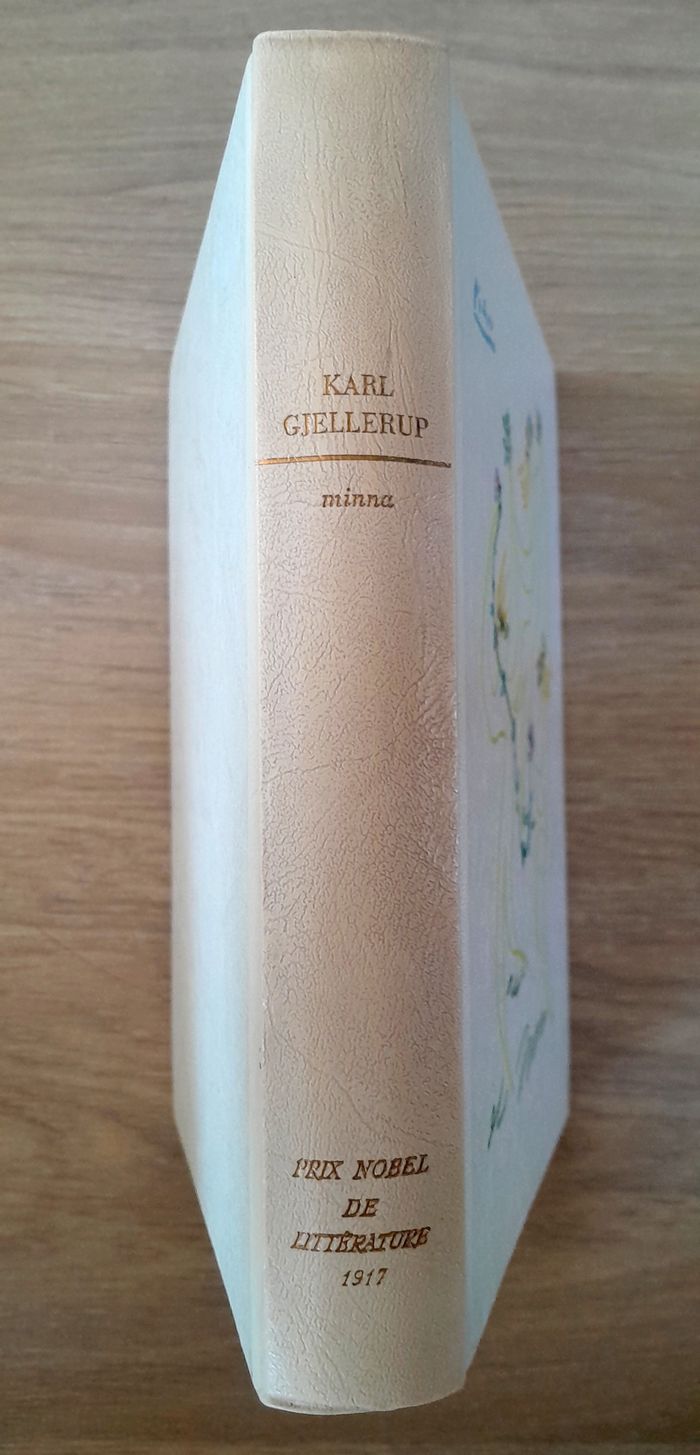 KARL
GJELLERUP
minna
PRIX NOBEL
DE
LITTÉRATURE
1917